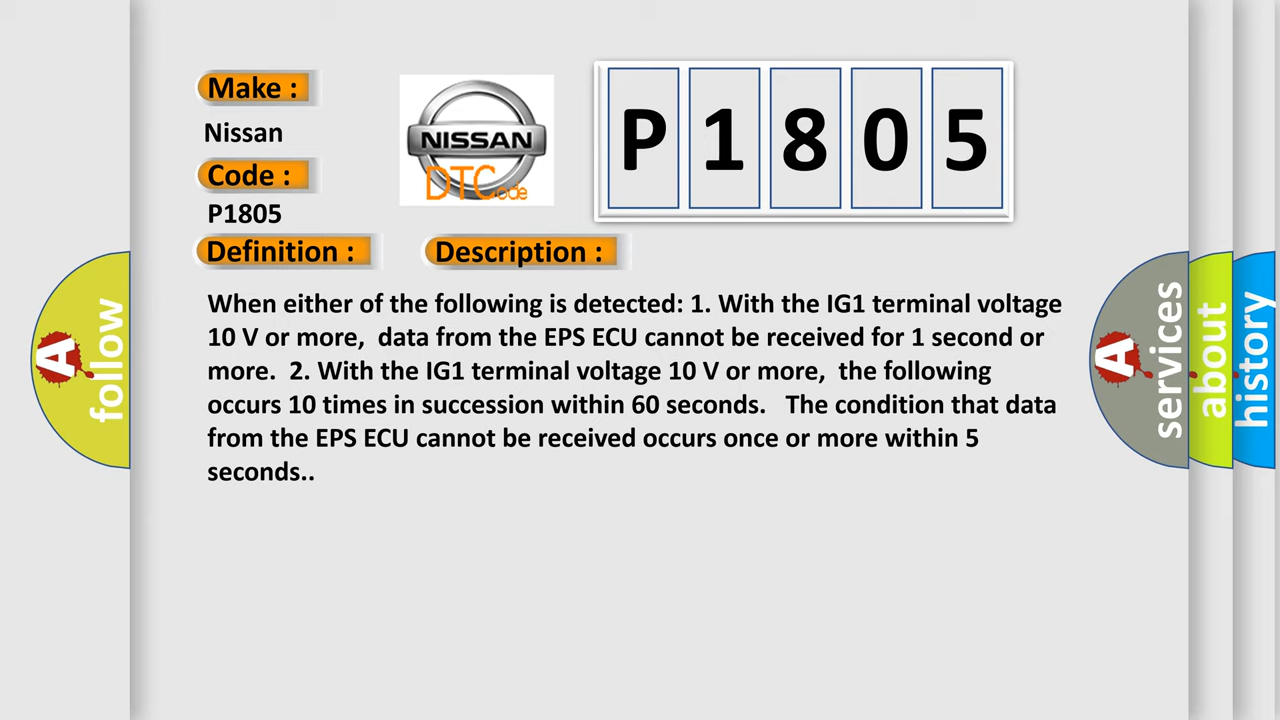 Make :
Nissan
Code :
P1805
Definition :
Description :
NISSAN
DTCode
P1805
When either of the following is detected: 1. With the IG1 terminal voltage
10 V or more,  data from the EPS ECU cannot be received for 1 second or
more.  2. With the IG1 terminal voltage 10 V or more,  the following
occurs 10 times in succession within 60 seconds.   The condition that data
from the EPS ECU cannot be received occurs once or more within 5
seconds..
A
follow
A
services
about
history